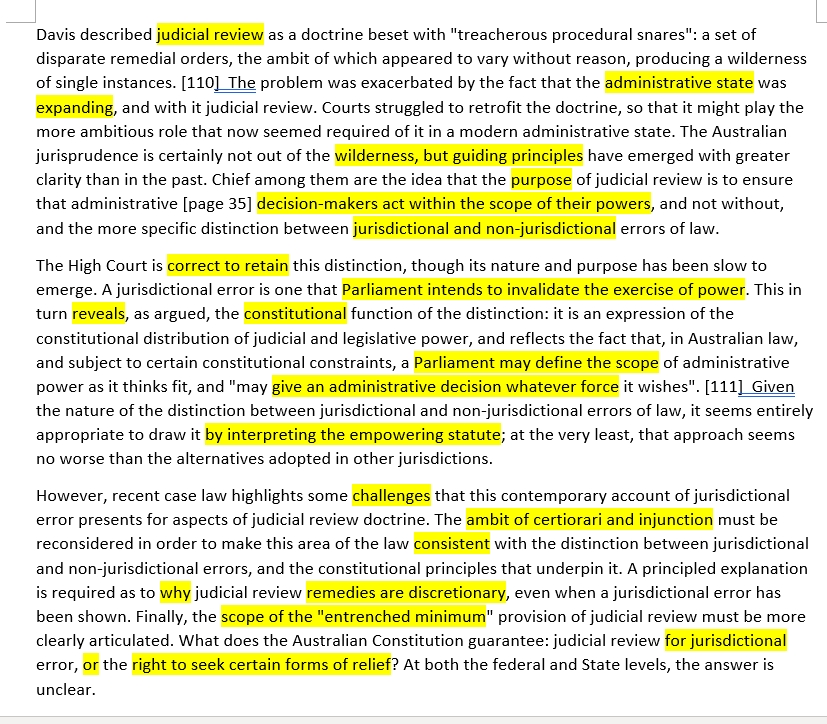 Davis described judicial review as a doctrine beset with "treacherous procedural snares": a set of
disparate remedial orders, the ambit of which appeared to vary without reason, producing a wilderness
of single instances. [110]  The problem was exacerbated by the fact that the administrative state was
expanding, and with it judicial review. Courts struggled to retrofit the doctrine, so that it might play the
more ambitious role that now seemed required of it in a modern administrative state. The Australian
jurisprudence is certainly not out of the wilderness, but guiding principles have emerged with greater
clarity than in the past. Chief among them are the idea that the purpose of judicial review is to ensure
that administrative [page 35] decision-makers act within the scope of their powers, and not without,
and the more specific distinction between jurisdictional and non-jurisdictional errors of law.
The High Court is correct to retain this distinction, though its nature and purpose has been slow to
emerge. A jurisdictional error is one that Parliament intends to invalidate the exercise of power. This in
turn reveals, as argued, the constitutional function of the distinction: it is an expression of the
constitutional distribution of judicial and legislative power, and reflects the fact that, in Australian law,
and subject to certain constitutional constraints, a Parliament may define the scope of administrative
power as it thinks fit, and "may give an administrative decision whatever force it wishes". [111]  Given
the nature of the distinction between jurisdictional and non-jurisdictional errors of law, it seems entirely
appropriate to draw it by interpreting the empowering statute; at the very least, that approach seems
no worse than the alternatives adopted in other jurisdictions.
However, recent case law highlights some challenges that this contemporary account of jurisdictional
error presents for aspects of judicial review doctrine. The ambit of certiorari and injunction must be
reconsidered in order to make this area of the law consistent with the distinction between jurisdictional
and non-jurisdictional errors, and the constitutional principles that underpin it. A principled explanation
is required as to why judicial review remedies are discretionary, even when a jurisdictional error has
been shown. Finally, the scope of the "entrenched minimum" provision of judicial review must be more
clearly articulated. What does the Australian Constitution guarantee: judicial review for jurisdictional
error, or the right to seek certain forms of relief? At both the federal and State levels, the answer is
unclear.